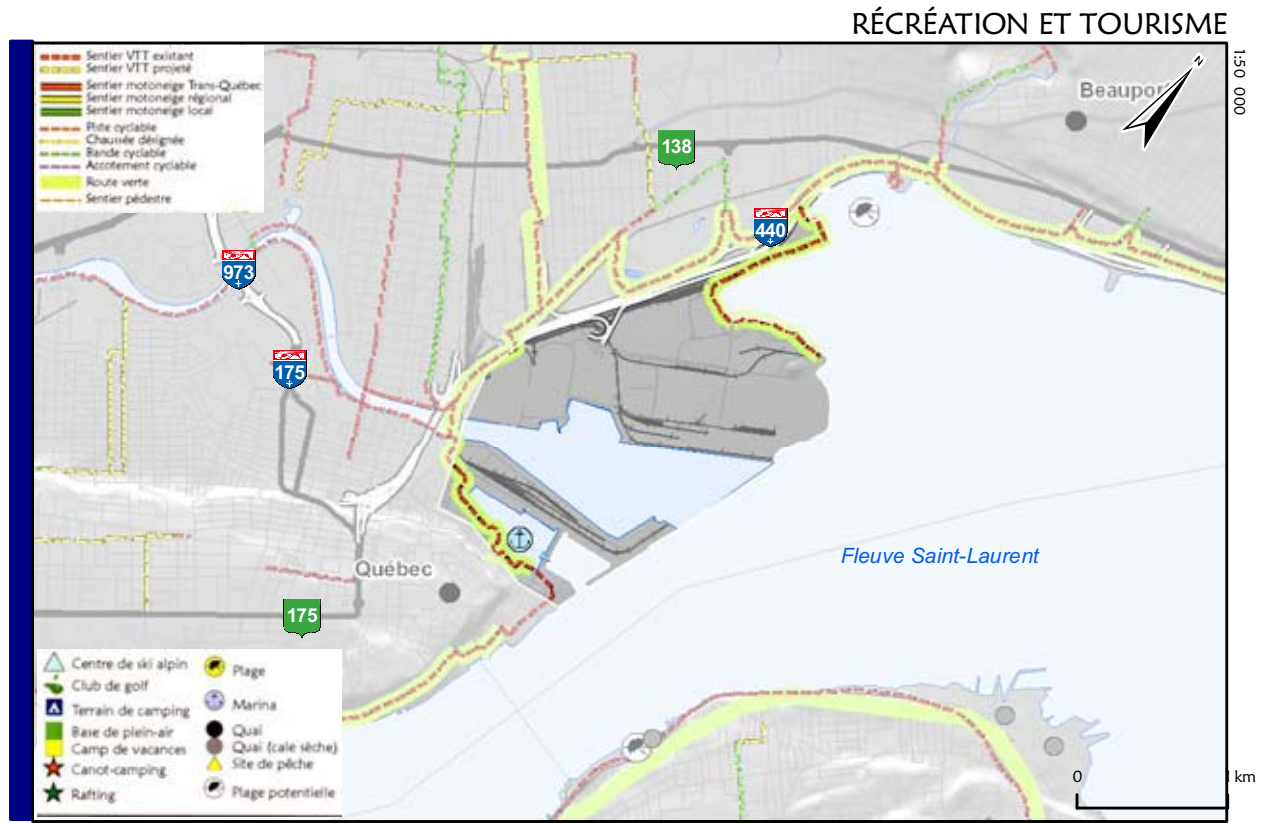 RÉCRÉATION ET TOURISME
1:50 000
Sentier VTT existant
Sentier VTT projeté
Sentier motoneige Trans-Québec
Sentier motoneige régional
Sentier motoneige local
Piste cyclable
Chaussée désignée
Bande cyclable
Accotement cyclable
Route verte
Sentier pédestre
N
Beauport
138
440
973
175
Fleuve Saint-Laurent
Québec
175
Centre de ski alpin
Club de golf
Terrain de camping
Base de plein-air
Camp de vacances
Canot-camping
Rafting
Plage
Marina
Quai
Quai (cale sèche)
Site de pêche
Plage potentielle
0 km